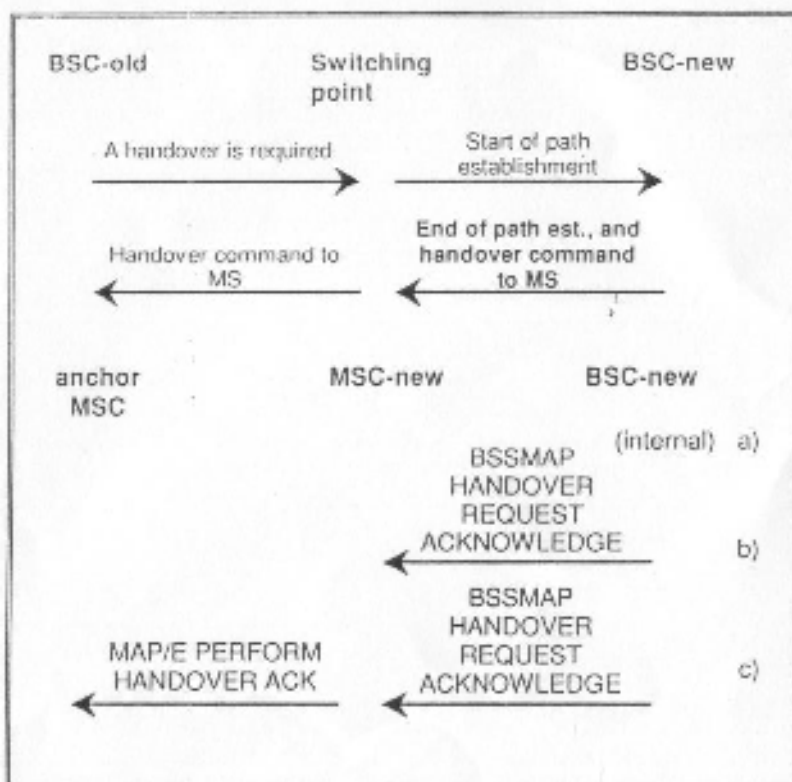 BSC-old Switching point BSC-new
A handover is required
Start of path
establishment
Handover command to
MS
End of path est., and
handover command
to MS
anchor
MSC
MSC-new
BSC-new
(internal) a)
BSSMAP
HANDOVER
REQUEST
ACKNOWLEDGE
b)
BSSMAP
HANDOVER
REQUEST
ACKNOWLEDGE
MAP/E PERFORM
HANDOVER ACK
c)